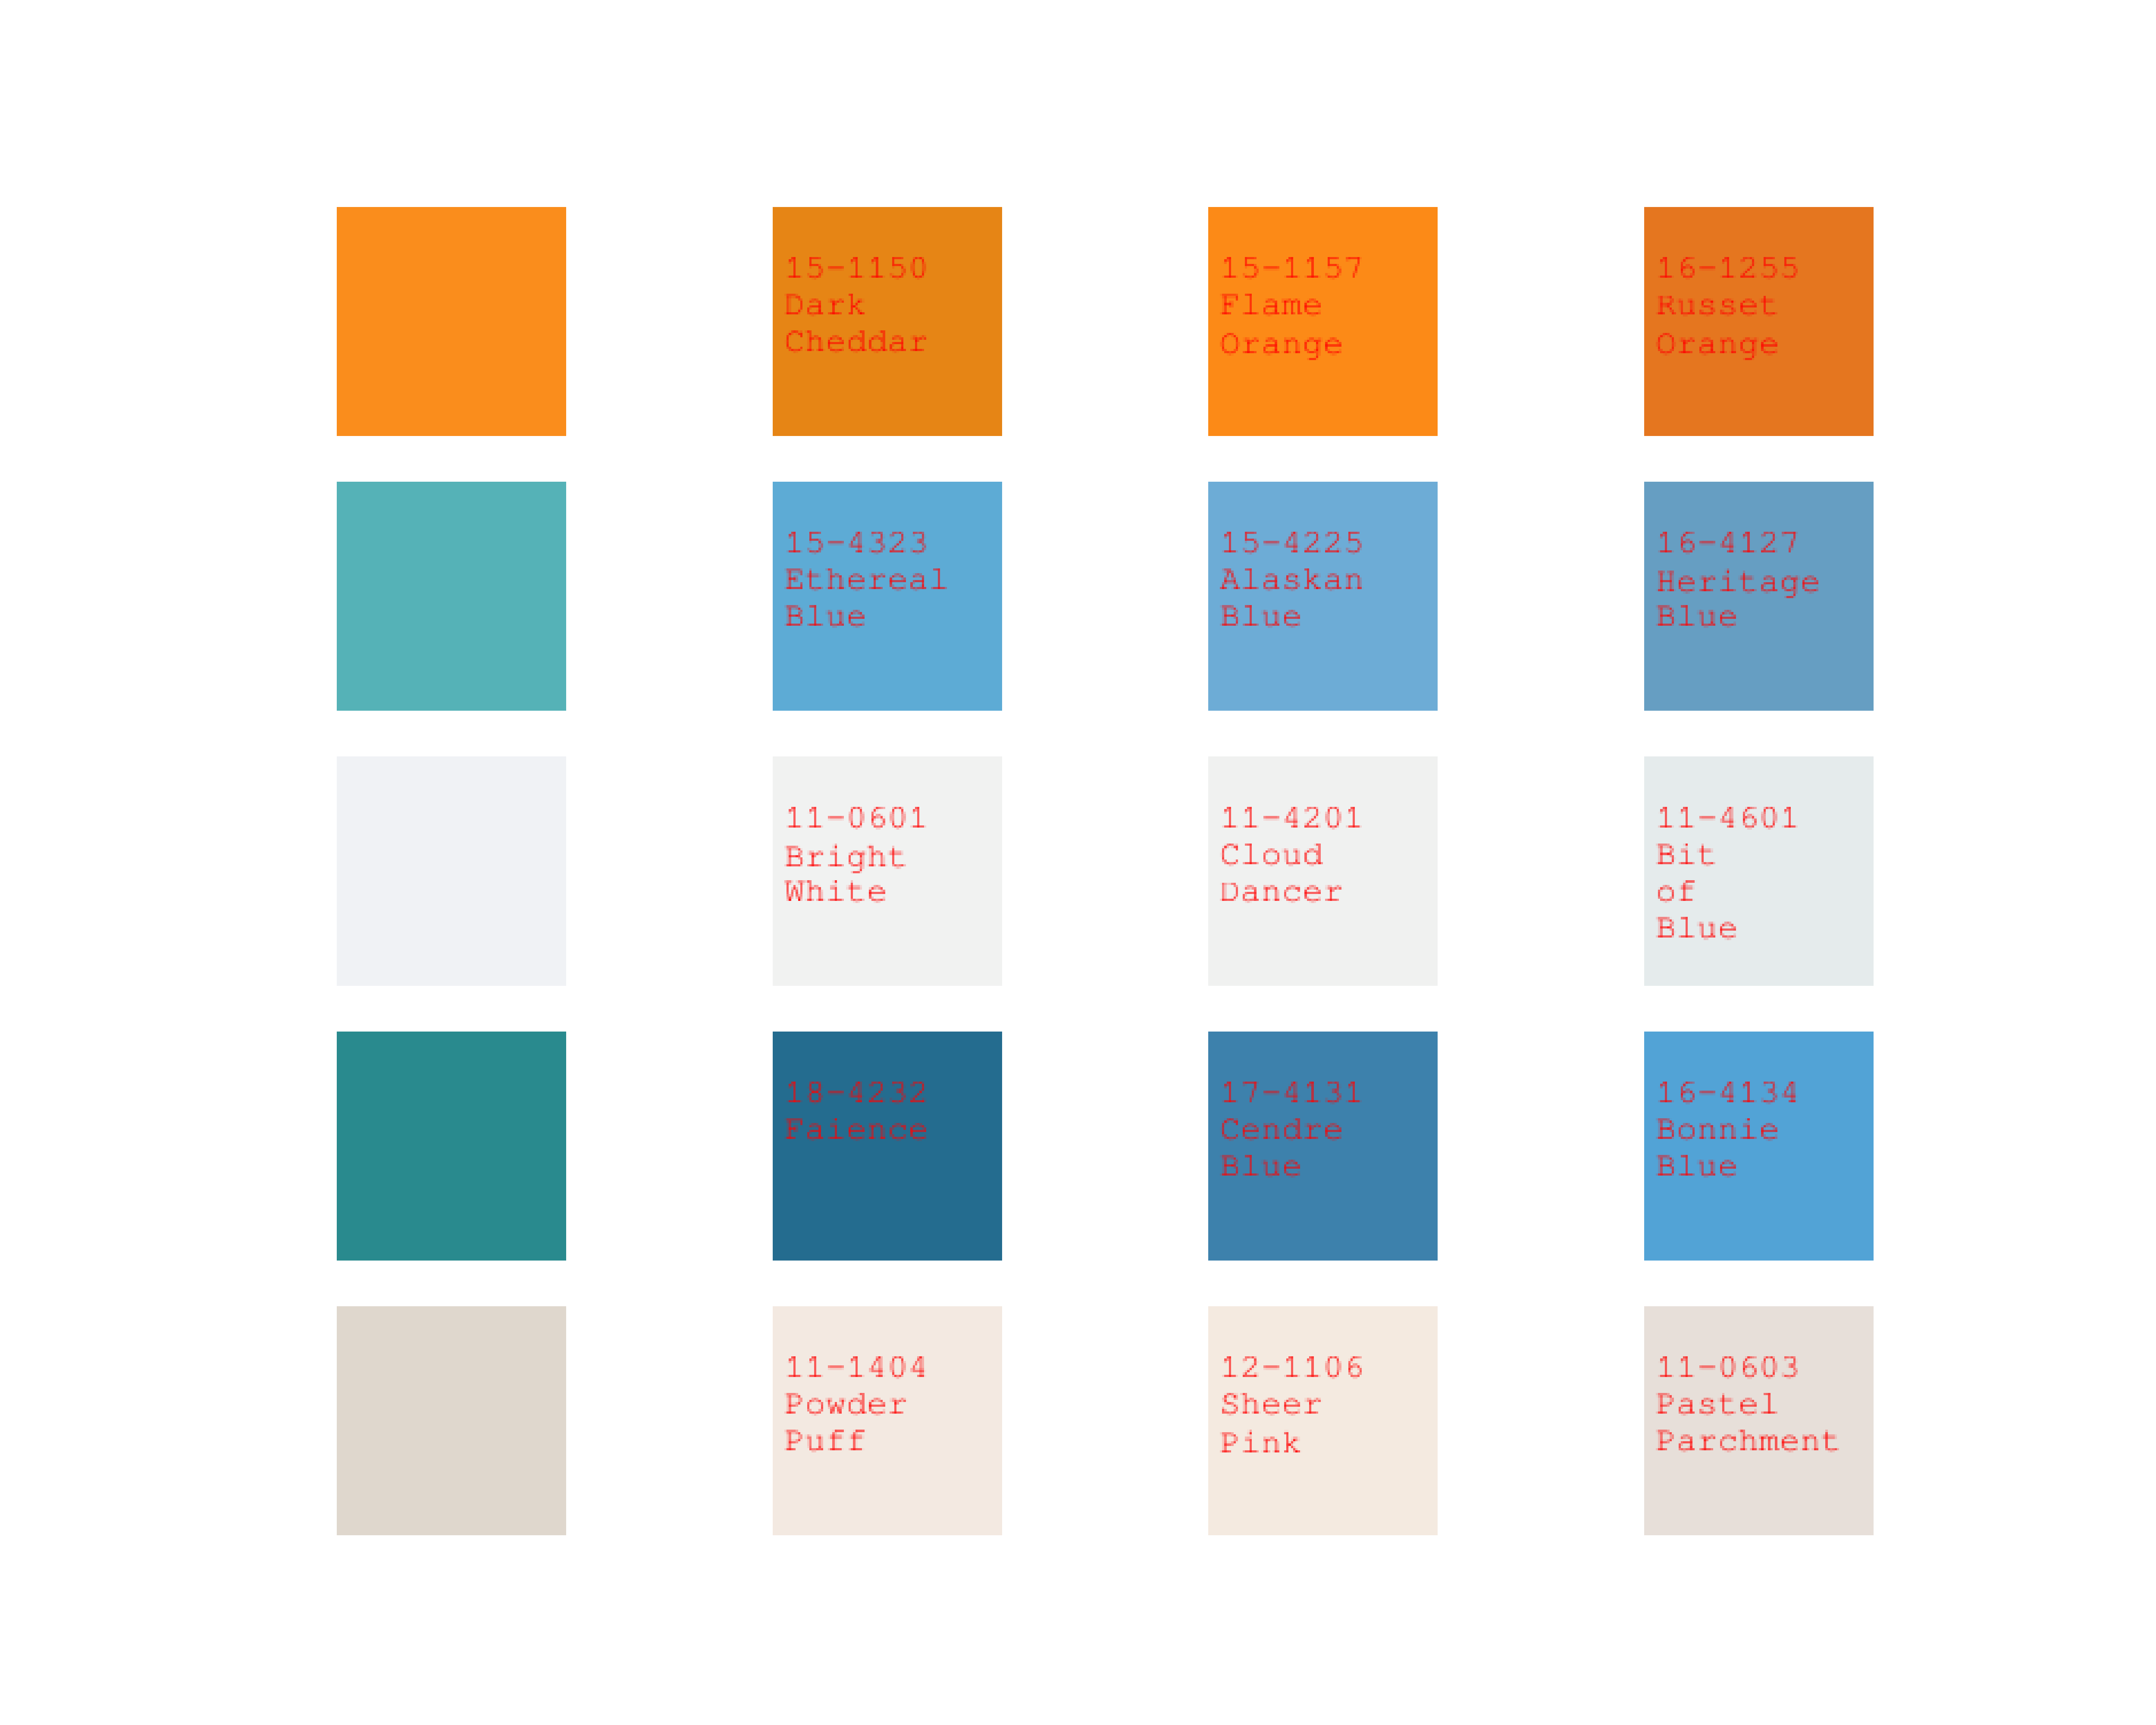 15-1150
Dark
Cheddar
15-1157
Flame
Orange
16-1255
Russet
Orange
15-4323
Ethereal
Blue
15-4225
Alaskan
Blue
16-4127
Heritage
Blue
11-0601
Bright
White
11-4201
Cloud
Dancer
11-4601
Bit
of
Blue
18-4232
Faience
17-4131
Cendre
Blue
16-4134
Bonnie
Blue
11-1404
Powder
Puff
12-1106
Sheer
Pink
11-0603
Pastel
Parchment